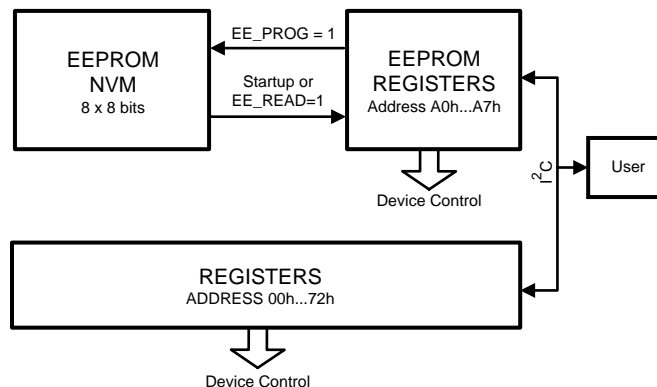 EEPROM
NVM
8 x 8 bits
EE_PROG = 1
Startup or
EE_READ=1
EEPROM
REGISTERS
Address A0h...A7h
Device Control
I²C
User
REGISTERS
ADDRESS 00h...72h
Device Control